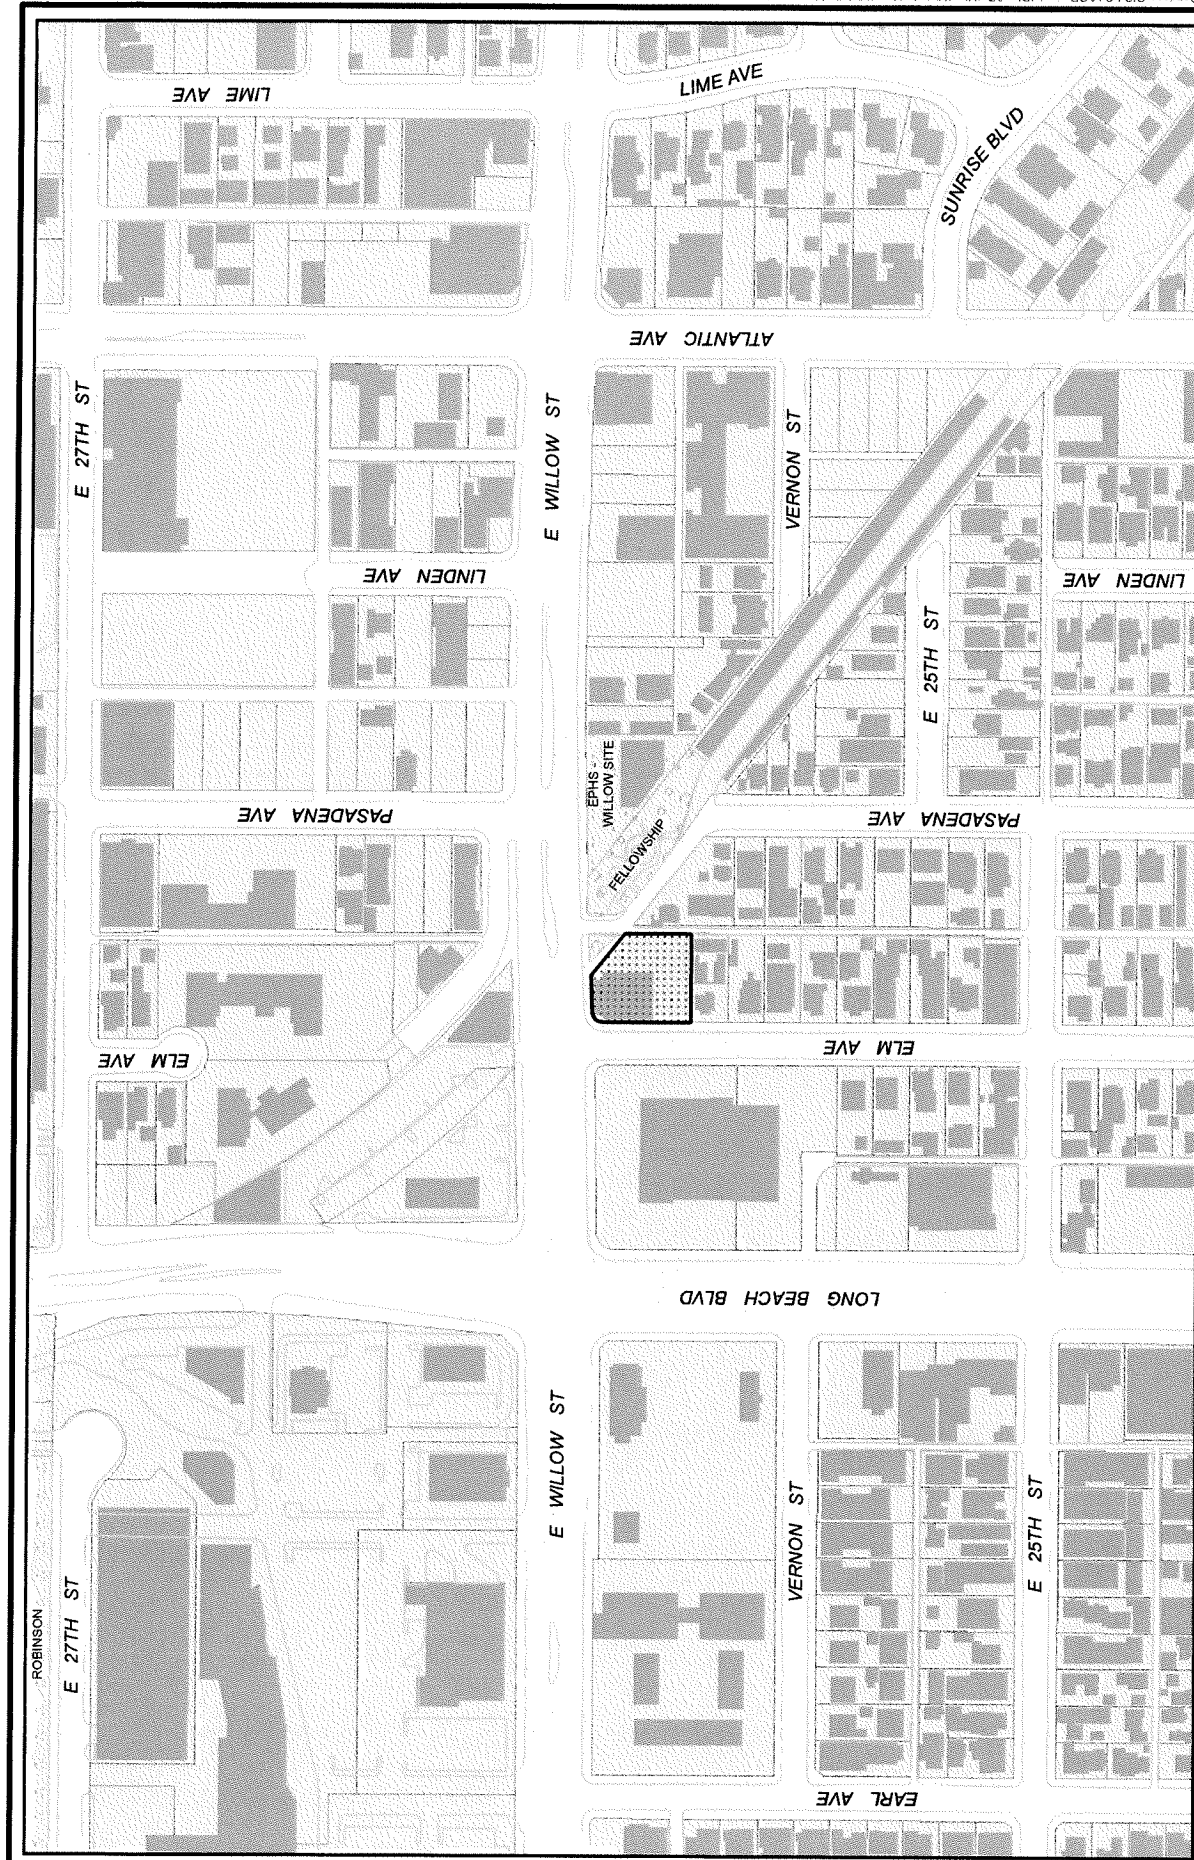 LIME AVE
LIME AVE
SUNRISE BLVD
ATLANTIC AVE
E 27TH ST
E WILLOW ST
VERNON ST
LINDEN AVE
LINDEN AVE
E 25TH ST
EPHS -
WILLOW SITE
FELLOWSHIP
PASADENA AVE
PASADENA AVE
ELM AVE
ELM AVE
LONG BEACH BLVD
E WILLOW ST
VERNON ST
E 25TH ST
ROBINSON
E 27TH ST
EARL AVE